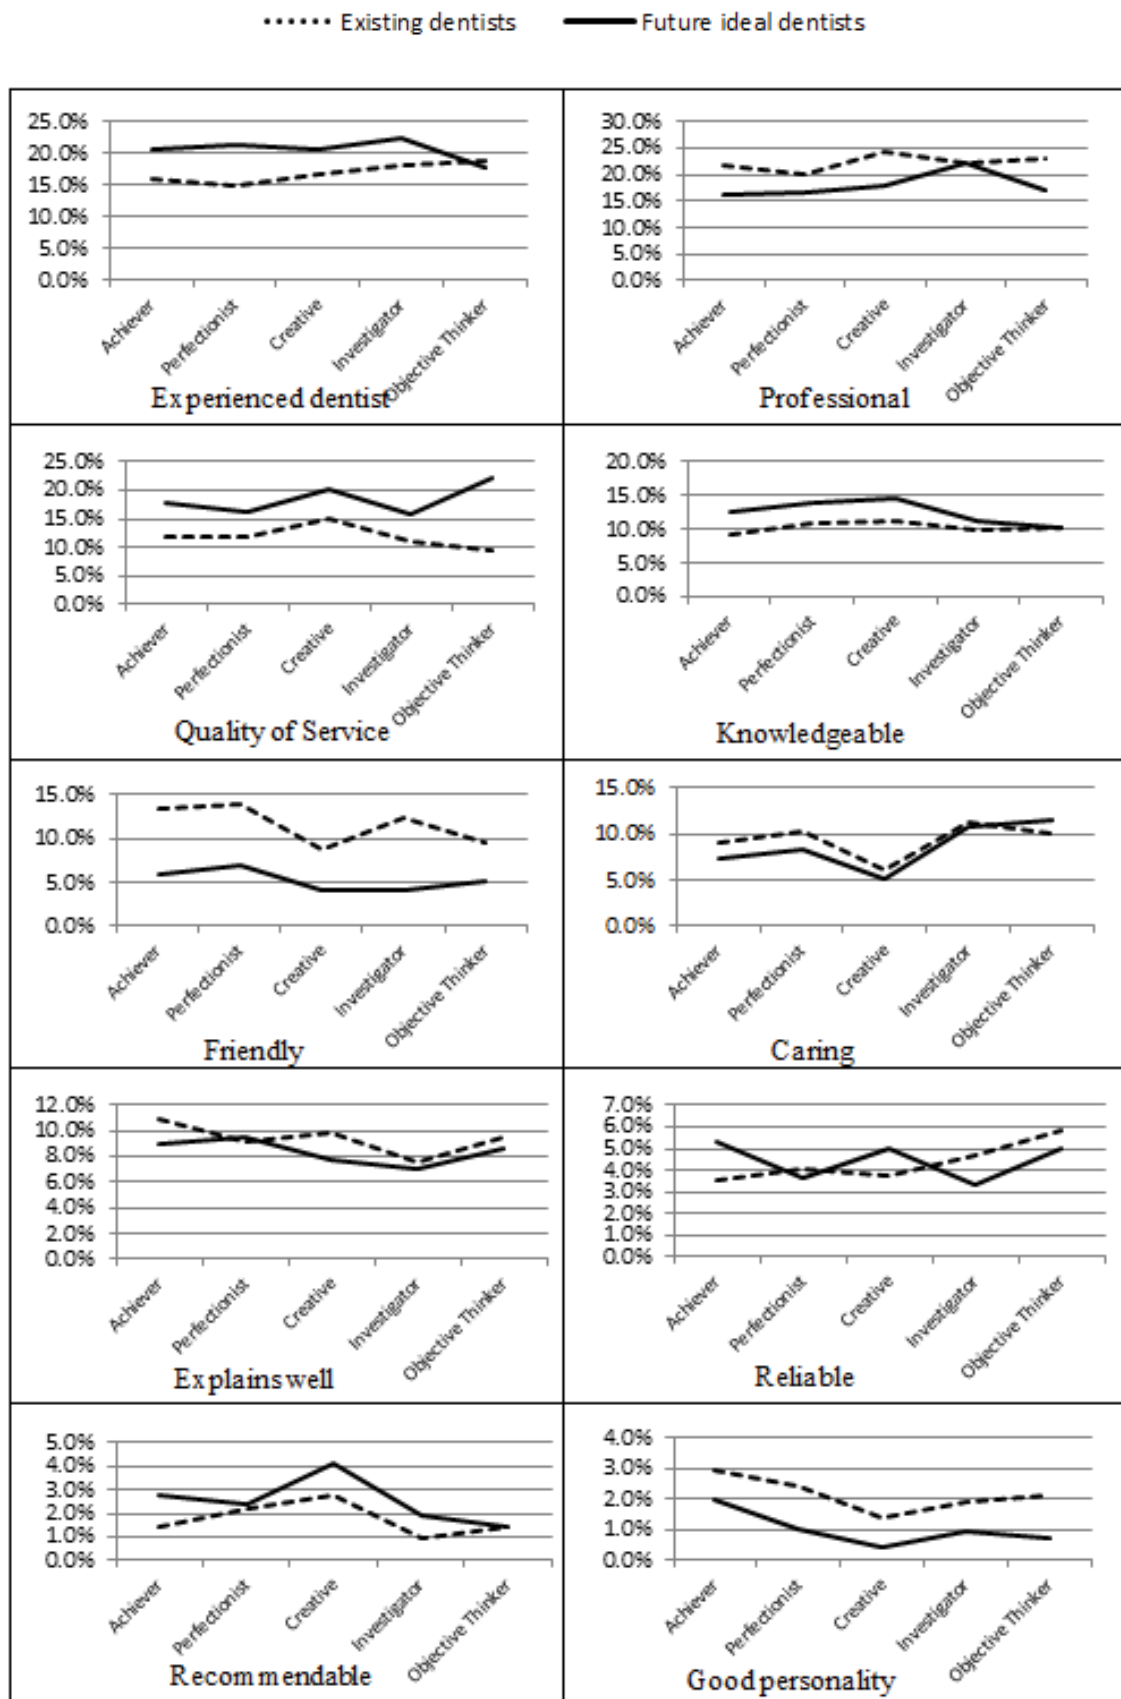 Existing dentists Future ideal dentists
25.0%
20.0%
15.0%
10.0%
5.0%
0.0%
Achiever
Perfectionist
Creative
Investigator
Objective Thinker
Experienced dentist
30.0%
25.0%
20.0%
15.0%
10.0%
5.0%
0.0%
Achiever
Perfectionist
Creative
Investigator
Objective Thinker
Professional
25.0%
20.0%
15.0%
10.0%
5.0%
0.0%
Achiever
Perfectionist
Creative
Investigator
Objective Thinker
Quality of Service
20.0%
15.0%
10.0%
5.0%
0.0%
Achiever
Perfectionist
Creative
Investigator
Objective Thinker
Knowledgeable
15.0%
10.0%
5.0%
0.0%
Achiever
Perfectionist
Creative
Investigator
Objective Thinker
Friendly
15.0%
10.0%
5.0%
0.0%
Achiever
Perfectionist
Creative
Investigator
Objective Thinker
Caring
12.0%
10.0%
8.0%
6.0%
4.0%
2.0%
0.0%
Achiever
Perfectionist
Creative
Investigator
Objective Thinker
Explains well
7.0%
6.0%
5.0%
4.0%
3.0%
2.0%
1.0%
0.0%
Achiever
Perfectionist
Creative
Investigator
Objective Thinker
Reliable
5.0%
4.0%
3.0%
2.0%
1.0%
0.0%
Achiever
Perfectionist
Creative
Investigator
Objective Thinker
Recommendable
4.0%
3.0%
2.0%
1.0%
0.0%
Achiever
Perfectionist
Creative
Investigator
Objective Thinker
Good personality